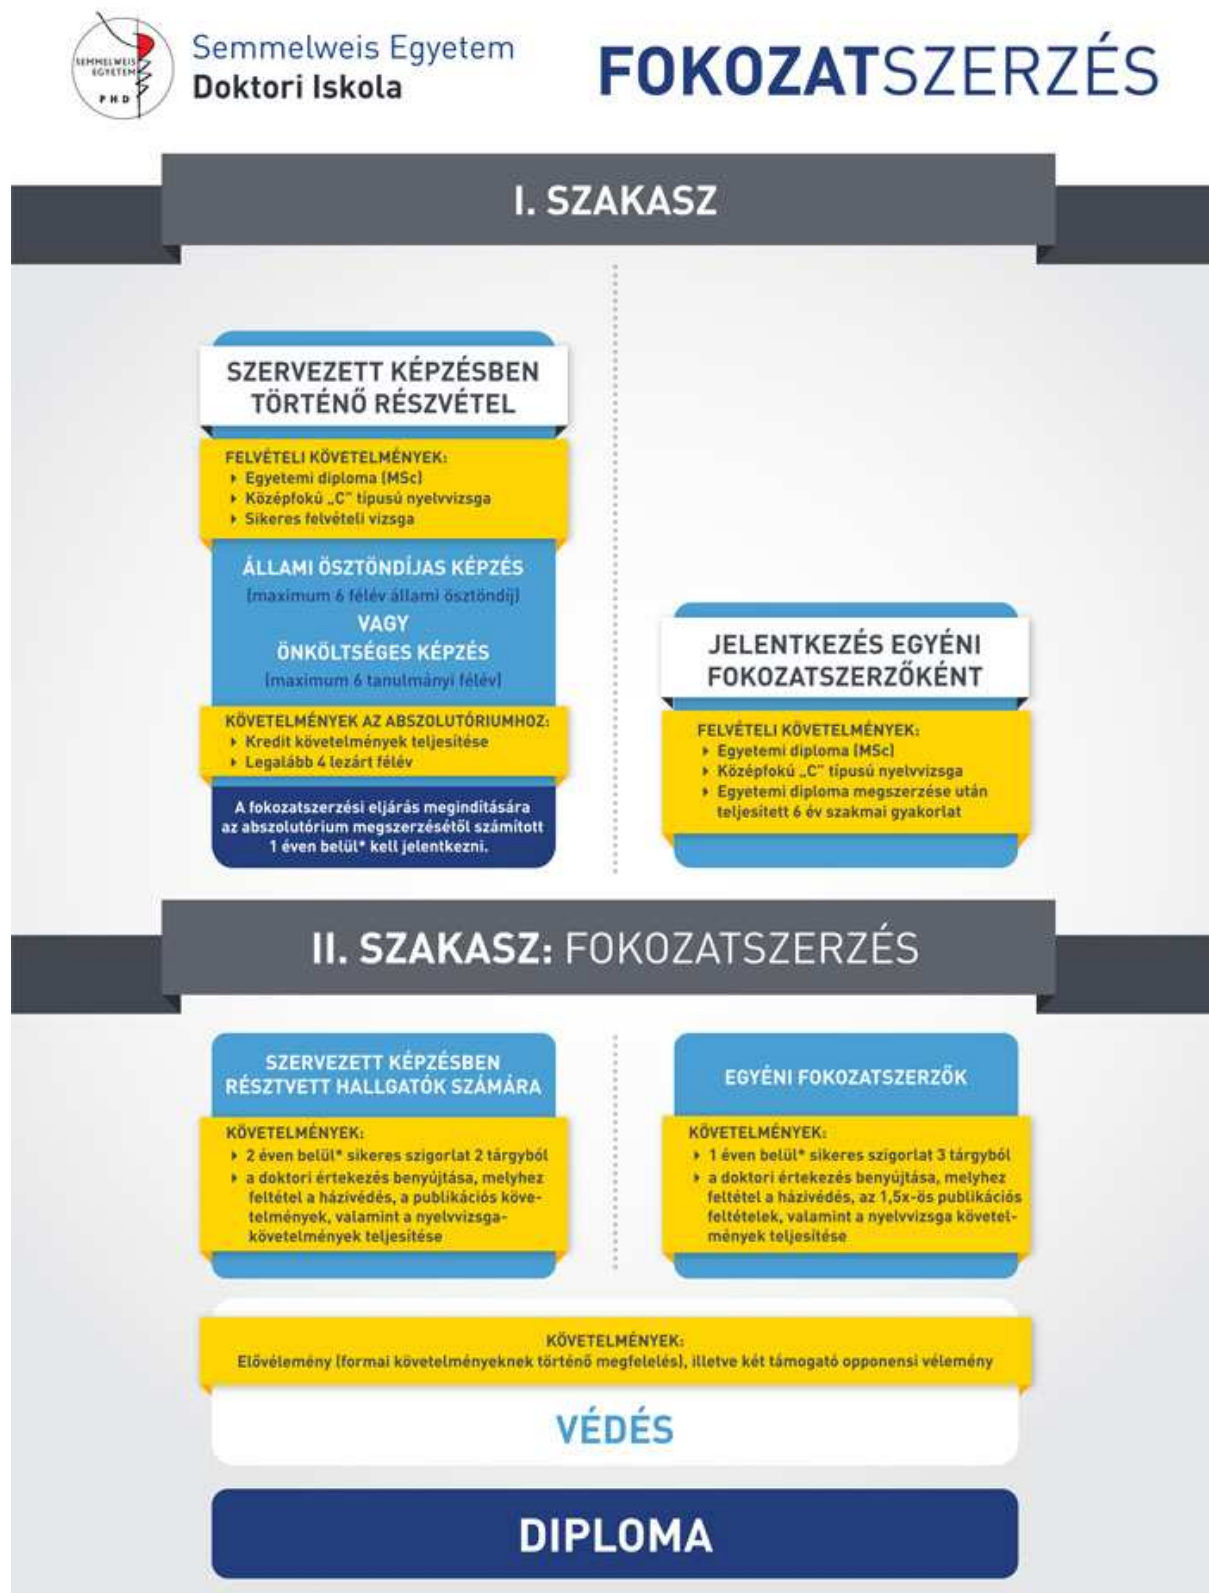 SEMMELWEIS
EGYETEM
PHD
Semmelweis Egyetem
Doktori Iskola
FOKOZATSZERZÉS
I. SZAKASZ
SZERVEZETT KÉPZÉSBEN
TÖRTÉNŐ RÉSZVÉTEL
FELVÉTELI KÖVETELMÉNYEK:
Egyetemi diploma (MSc)
Középfokú „C” típusú nyelvvizsga
Sikeres felvételi vizsga
ÁLLAMI ÖSZTÖNDÍJAS KÉPZÉS
(maximum 6 félév állami ösztöndíj)
VAGY
ÖNKÖLTSÉGES KÉPZÉS
(maximum 6 tanulmányi félév)
KÖVETELMÉNYEK AZ ABSZOLUTÓRIUMHOZ:
Kredit követelmények teljesítése
Legalább 4 lezárt félév
A fokozatszerzési eljárás megindítására
az abszolutórium megszerzésétől számított
1 éven belül* kell jelentkezni.
JELENTKEZÉS EGYÉNI
FOKOZATSZERZŐKÉNT
FELVÉTELI KÖVETELMÉNYEK:
Egyetemi diploma (MSc)
Középfokú „C” típusú nyelvvizsga
Egyetemi diploma megszerzése után
teljesített 6 év szakmai gyakorlat
II. SZAKASZ: FOKOZATSZERZÉS
SZERVEZETT KÉPZÉSBEN
RÉSZTVETT HALLGATÓK SZÁMÁRA
KÖVETELMÉNYEK:
2 éven belül* sikeres szigorlat 2 tárgyból
a doktori értekezés benyújtása, melyhez
feltétel a házivédés, a publikációs köve-
telmények, valamint a nyelvvizsga-
követelmények teljesítése
EGYÉNI FOKOZATSZERZŐK
KÖVETELMÉNYEK:
1 éven belül* sikeres szigorlat 3 tárgyból
a doktori értekezés benyújtása, melyhez
feltétel a házivédés, az 1,5x-ös publikációs
feltételek, valamint a nyelvvizsga követel-
mények teljesítése
KÖVETELMÉNYEK:
Elővélemény (formai követelményeknek történő megfelelés), illetve két támogató opponensi vélemény
VÉDÉS
DIPLOMA